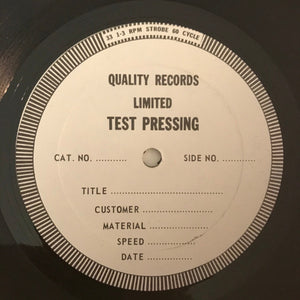 33 1-3 RPM STROBE 60 CYCLE
QUALITY RECORDS
LIMITED
TEST PRESSING
CAT. NO. ............ SIDE NO. ..........
TITLE ..............................
CUSTOMER ......................
MATERIAL ....................
SPEED ..............
DATE ............